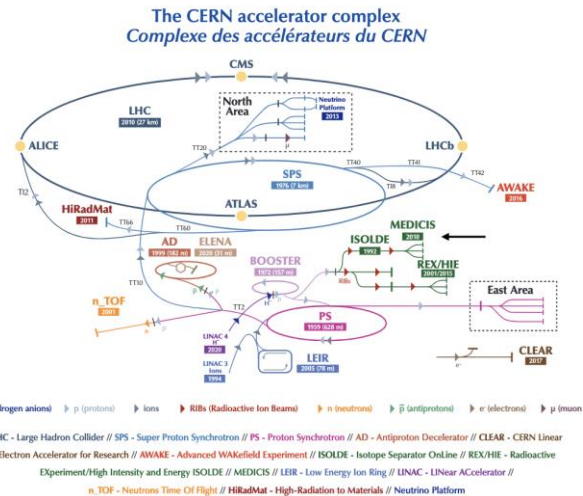 The CERN accelerator complex
Complexe des accélérateurs du CERN
CMS
North
Area
Neutrino
Platform
2013
LHC
2010 (27 km)
μ
ALICE
LHCb
TT20
TT40
TT41
TT42
SPS
1976 (7 km)
TI8
TI2
AWAKE
2016
HiRadMat
2011
ATLAS
TT66
TT60
MEDICIS
2010
AD
1999 (182 m)
ELENA
2020 (31 m)
ISOLDE
1992
BOOSTER
1972 (157 m)
REX/HIE
2001/2015
RIBs
TT10
p
East Area
n_TOF
2001
TT2
n
p
PS
1959 (628 m)
LINAC 4
H-
2020
CLEAR
2017
LINAC 3
Ions
1994
LEIR
2005 (78 m)
e-
drogen anions)
p (protons)
ions
RIBs (Radioactive Ion Beams)
n (neutrons)
p̄ (antiprotons)
e- (electrons)
μ (muon
HC - Large Hadron Collider // SPS - Super Proton Synchrotron // PS - Proton Synchrotron // AD - Antiproton Decelerator // CLEAR - CERN Linear
Electron Accelerator for Research // AWAKE - Advanced WAKefield Experiment // ISOLDE - Isotope Separator OnLine // REX/HIE - Radioactive
EXperiment/High Intensity and Energy ISOLDE // MEDICIS // LEIR - Low Energy Ion Ring // LINAC - LINear ACcelerator //
n_TOF - Neutrons Time Of Flight // HiRadMat - High-Radiation to Materials // Neutrino Platform